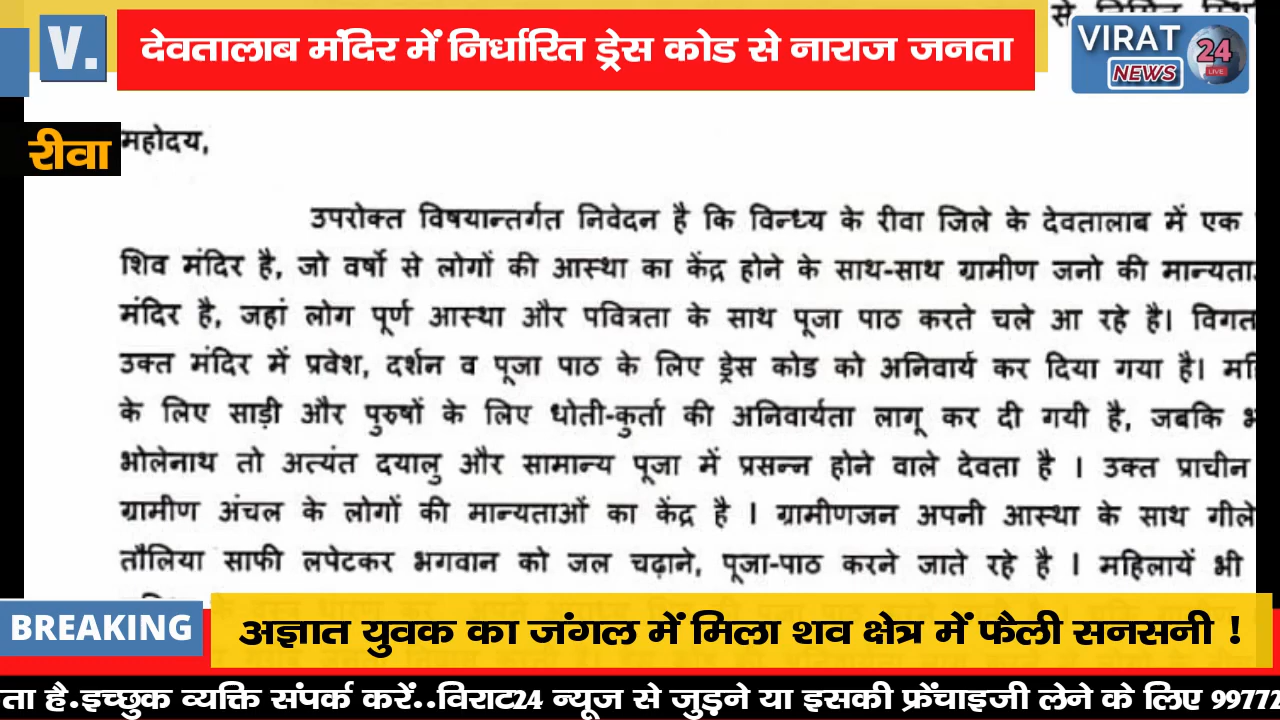 से
V.
देवतालाब मंदिर में निर्धारित ड्रेस कोड से नाराज जनता
VIRAT
24
NEWS
LIVE
रीवा
महोदय,
उपरोक्त विषयान्तर्गत निवेदन है कि विन्ध्य के रीवा जिले के देवतालाब में एक
शिव मंदिर है, जो वर्षो से लोगों की आस्था का केंद्र होने के साथ-साथ ग्रामीण जनो की मान्यता
मंदिर है, जहां लोग पूर्ण आस्था और पवित्रता के साथ पूजा पाठ करते चले आ रहे है। विगत
उक्त मंदिर में प्रवेश, दर्शन व पूजा पाठ के लिए ड्रेस कोड को अनिवार्य कर दिया गया है।
के लिए साड़ी और पुरुषों के लिए धोती-कुर्ता की अनिवार्यता लागू कर दी गयी है, जबकि
भोलेनाथ तो अत्यंत दयालु और सामान्य पूजा में प्रसन्न होने वाले देवता है । उक्त प्राचीन
ग्रामीण अंचल के लोगों की मान्यताओं का केंद्र है । ग्रामीणजन अपनी आस्था के साथ गीले
तौलिया साफी लपेटकर भगवान को जल चढ़ाने, पूजा-पाठ करने जाते रहे है । महिलायें भी
BREAKING
अज्ञात युवक का जंगल में मिला शव क्षेत्र में फैली सनसनी !
ता है.इच्छुक व्यक्ति संपर्क करें..विराट24 न्यूज से जुड़ने या इसकी फ्रेंचाइजी लेने के लिए 99772